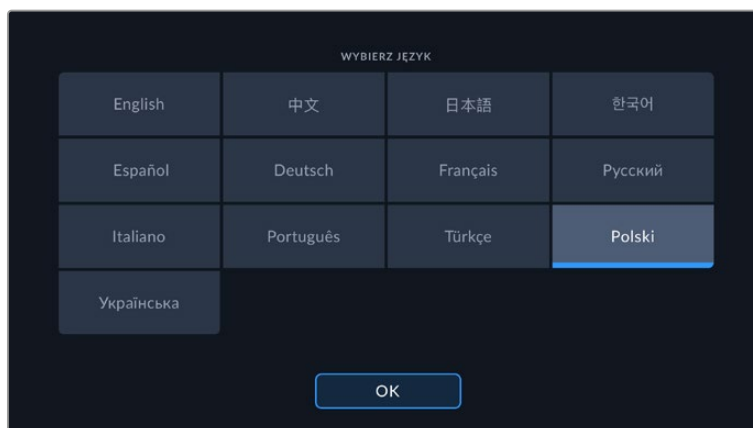 WYBIERZ JĘZYK
English 中文 日本語 한국어
Español Deutsch Français Русский
Italiano Português Türkçe Polski
Українська
OK